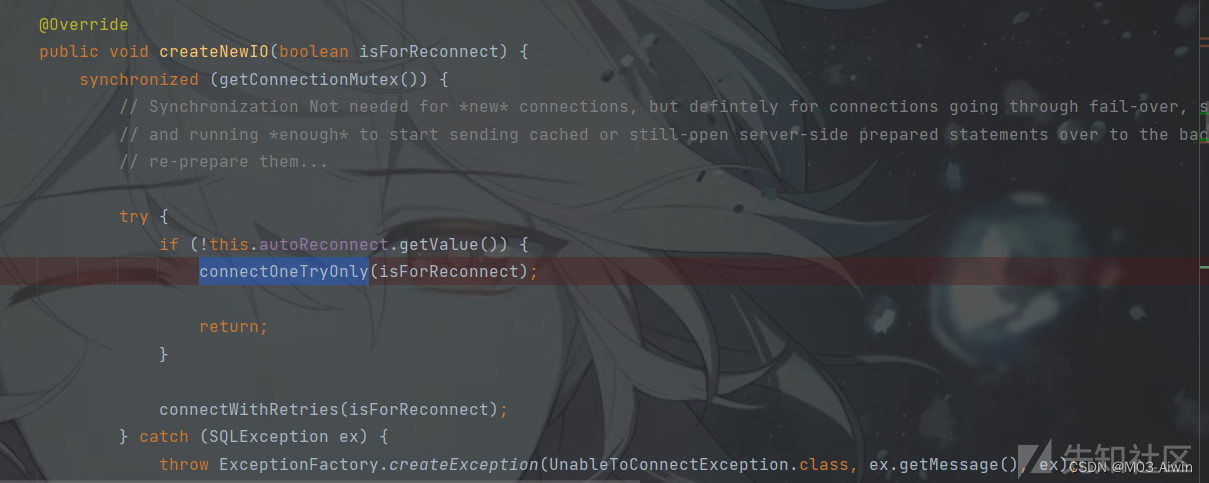 @Override
public void createNewIO(boolean isForReconnect) {
synchronized (getConnectionMutex()) {
// Synchronization Not needed for *new* connections, but defintely for connections going through fail-over, s
// and running *enough* to start sending cached or still-open server-side prepared statements over to the bac
// re-prepare them...
try {
if (!this.autoReconnect.getValue()) {
connectOneTryOnly(isForReconnect);
return;
}
connectWithRetries(isForReconnect);
} catch (SQLException ex) {
throw ExceptionFactory.createException(UnableToConnectException.class, ex.getMessage(), ex)
先知社区
CSDN @M03-Aiwin